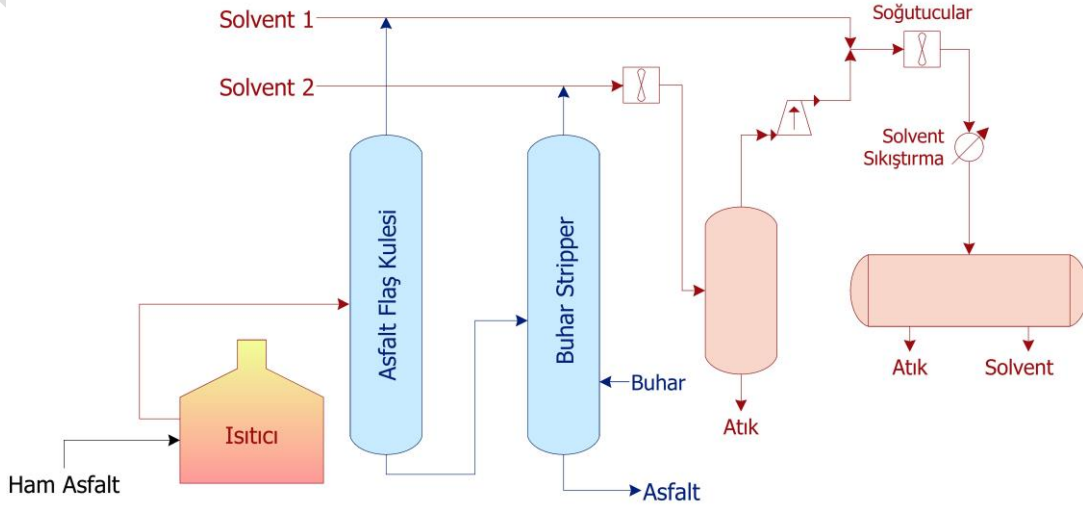 Solvent 1
Soğutucular
Solvent 2
Solvent
Sıkıştırma
Asfalt Flaş Kulesi
Buhar Stripper
Buhar
Atık
Solvent
Atık
Isıtıcı
Ham Asfalt
Asfalt